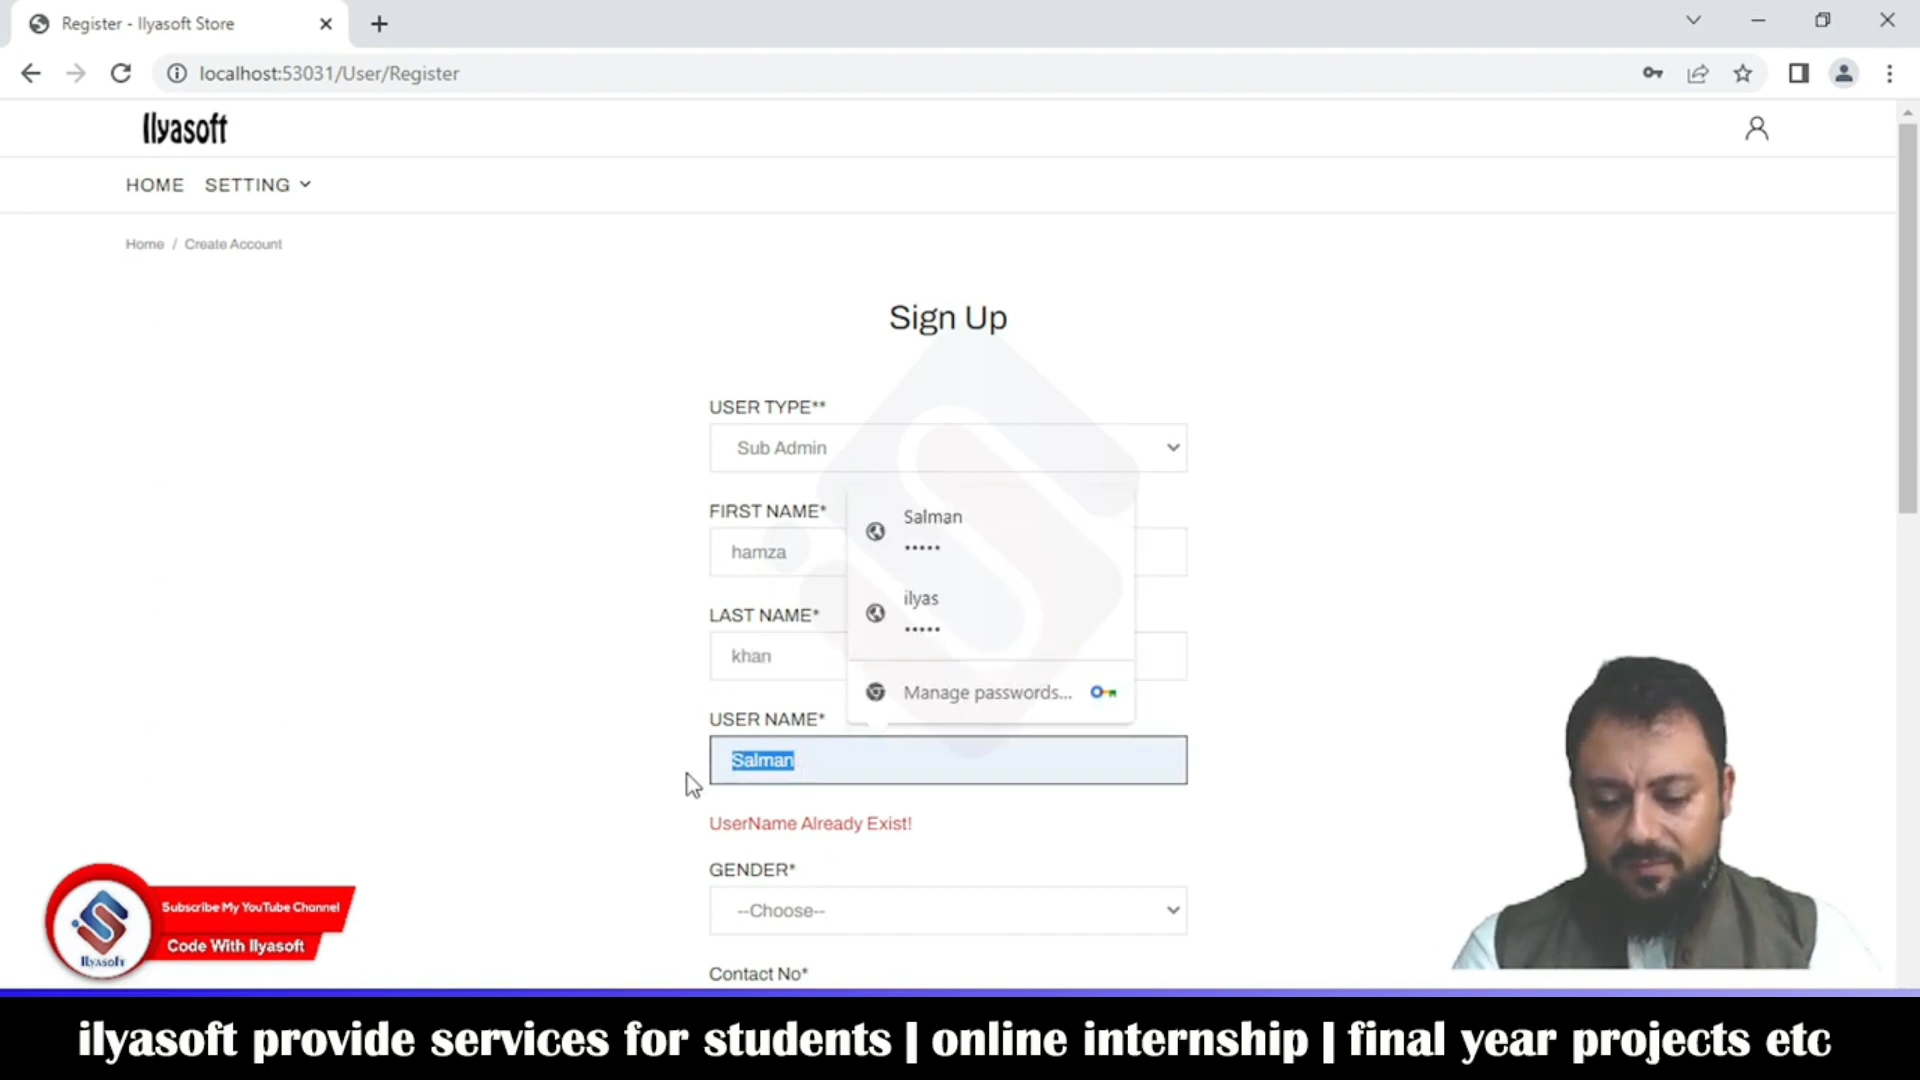 Register - Ilyasoft Store
localhost:53031/User/Register
Ilyasoft
HOME SETTING
Home / Create Account
Sign Up
USER TYPE**
Sub Admin
FIRST NAME*
hamza
Salman
•••••
ilyas
•••••
Manage passwords...
LAST NAME*
khan
USER NAME*
Salman
UserName Already Exist!
GENDER*
--Choose--
Contact No*
Subscribe My YouTube Channel
Code With Ilyasoft
Ilyasoft
ilyasoft provide services for students | online internship | final year projects etc